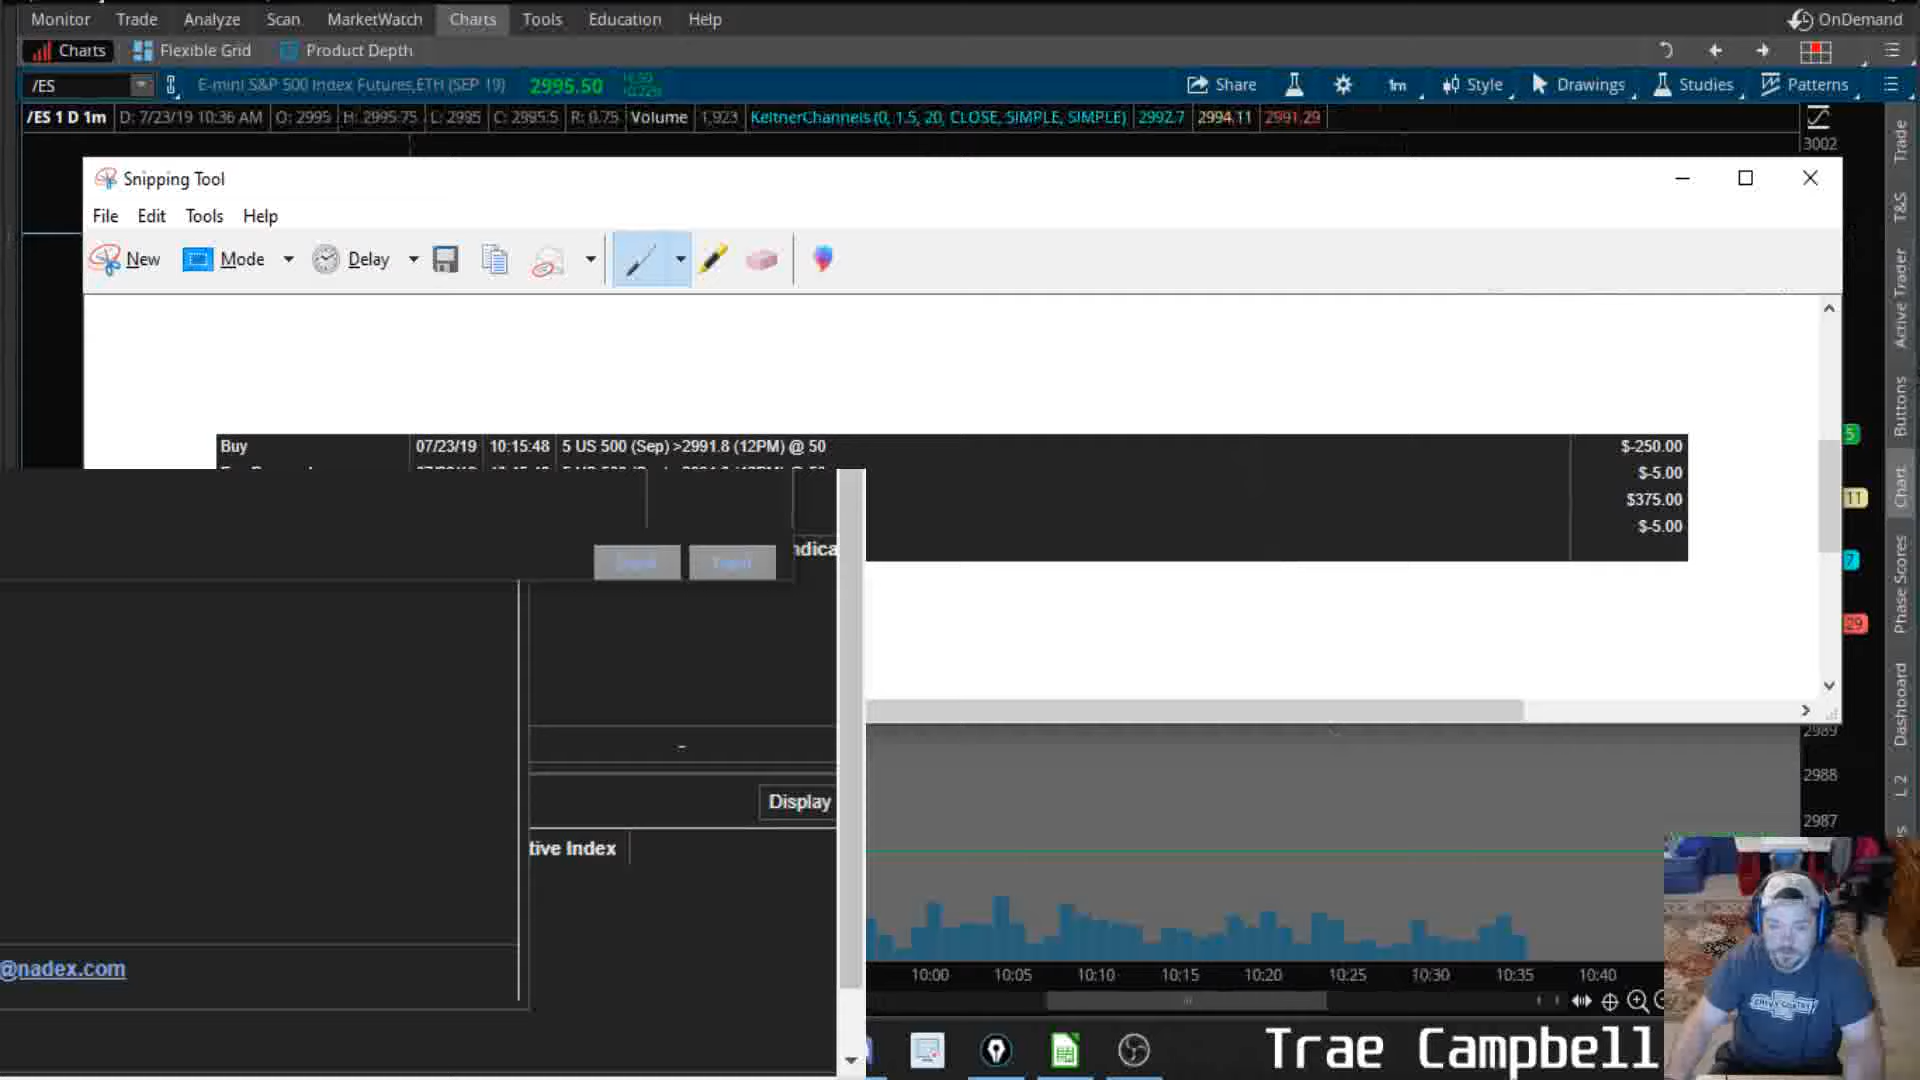 Monitor Trade Analyze Scan MarketWatch Charts Tools Education Help OnDemand
Charts Flexible Grid Product Depth
/ES E-mini S&P 500 Index Futures,ETH (SEP 19) 2995.50 Share 1m Style Drawings Studies Patterns
/ES 1 D 1m D: 7/23/19 10:36 AM O: 2995 H: 2995.75 L: 2995 C: 2995.5 R: 0.75 Volume 1,923 KeltnerChannels (0, 1.5, 20, CLOSE, SIMPLE, SIMPLE) 2992.7 2994.11 2991.29
3002
Snipping Tool
File Edit Tools Help
New Mode Delay
Buy 07/23/19 10:15:48 5 US 500 (Sep) >2991.8 (12PM) @ 50 $-250.00
$-5.00
$375.00
$-5.00
ndica
-
Display
tive Index
@nadex.com
5
11
7
29
2989
2988
2987
10:00 10:05 10:10 10:15 10:20 10:25 10:30 10:35 10:40
Trade
T&S
Active Trader
Buttons
Chart
Phase Scores
Dashboard
L 2
Trae Campbell